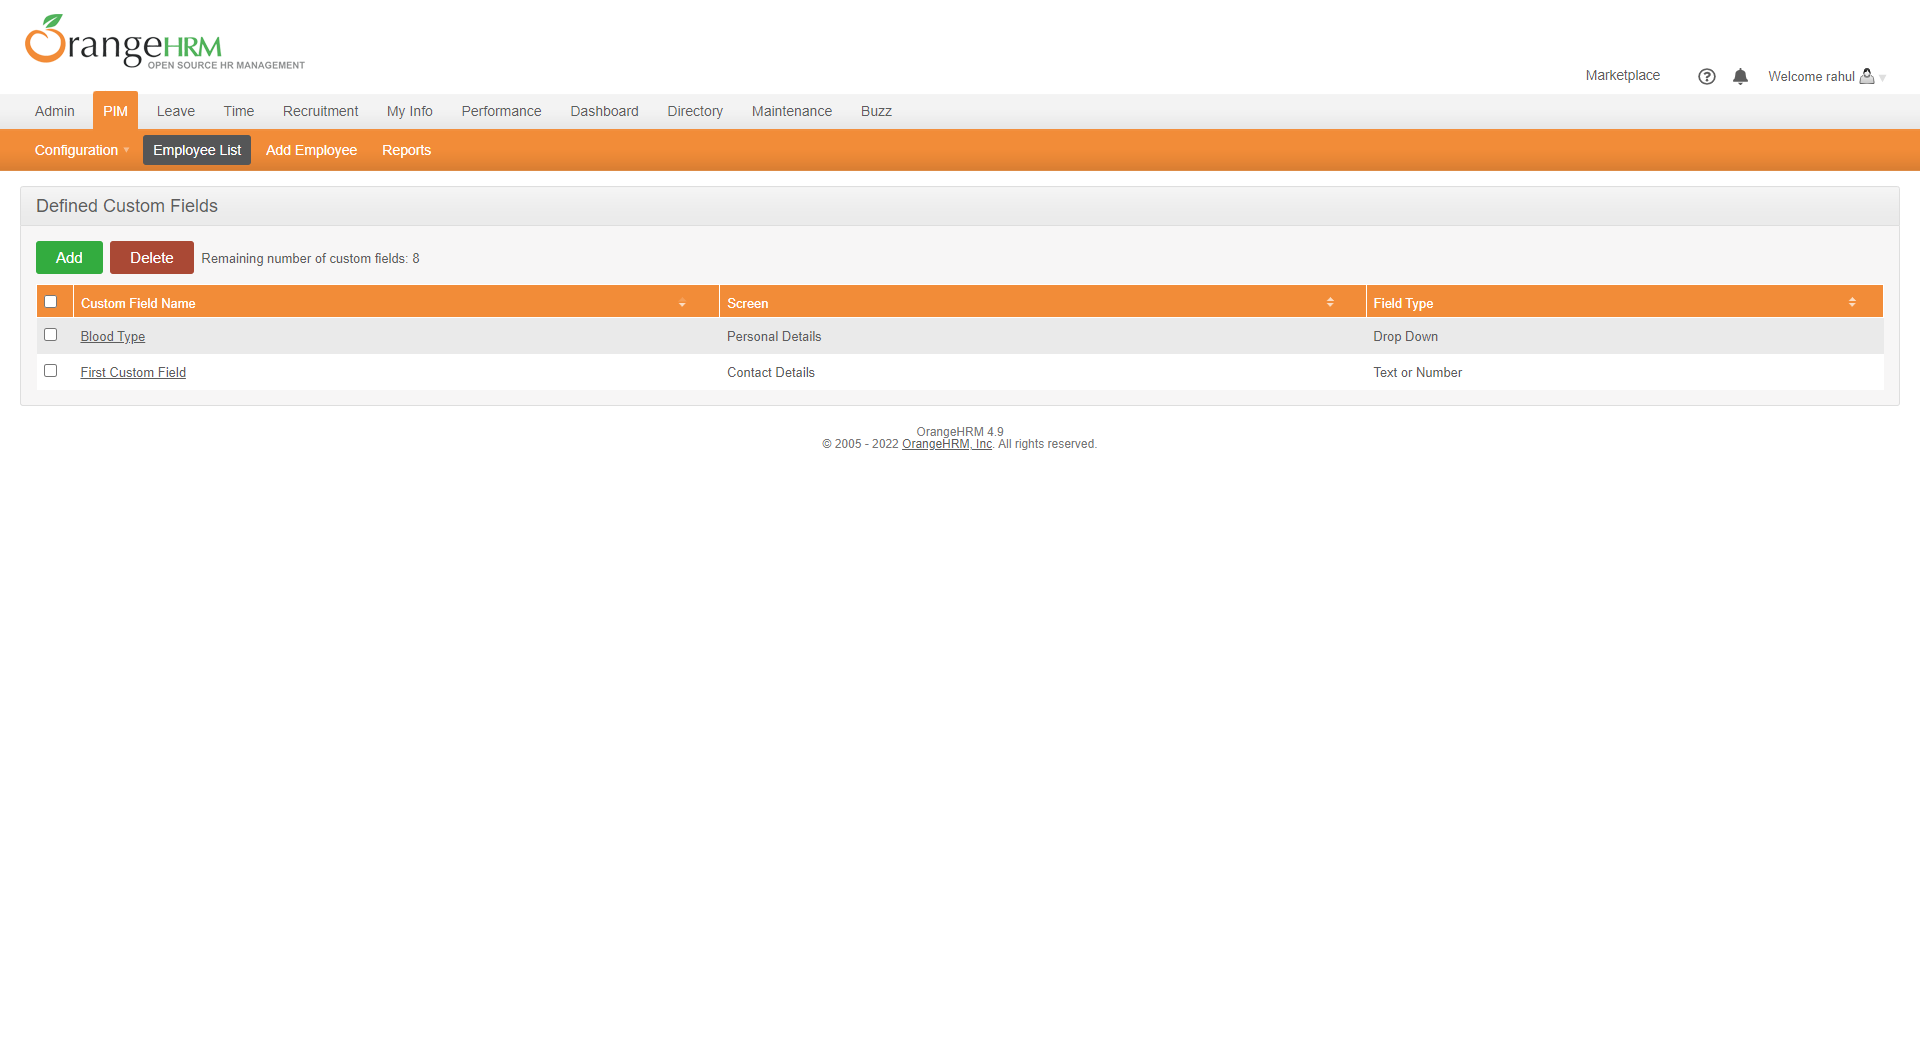 OrangeHRM
OPEN SOURCE HR MANAGEMENT
Marketplace Welcome rahul
Admin PIM Leave Time Recruitment My Info Performance Dashboard Directory Maintenance Buzz
Configuration Employee List Add Employee Reports
Defined Custom Fields
Add Delete Remaining number of custom fields: 8
Custom Field Name Screen Field Type
Blood Type Personal Details Drop Down
First Custom Field Contact Details Text or Number
OrangeHRM 4.9
© 2005 - 2022 OrangeHRM, Inc. All rights reserved.